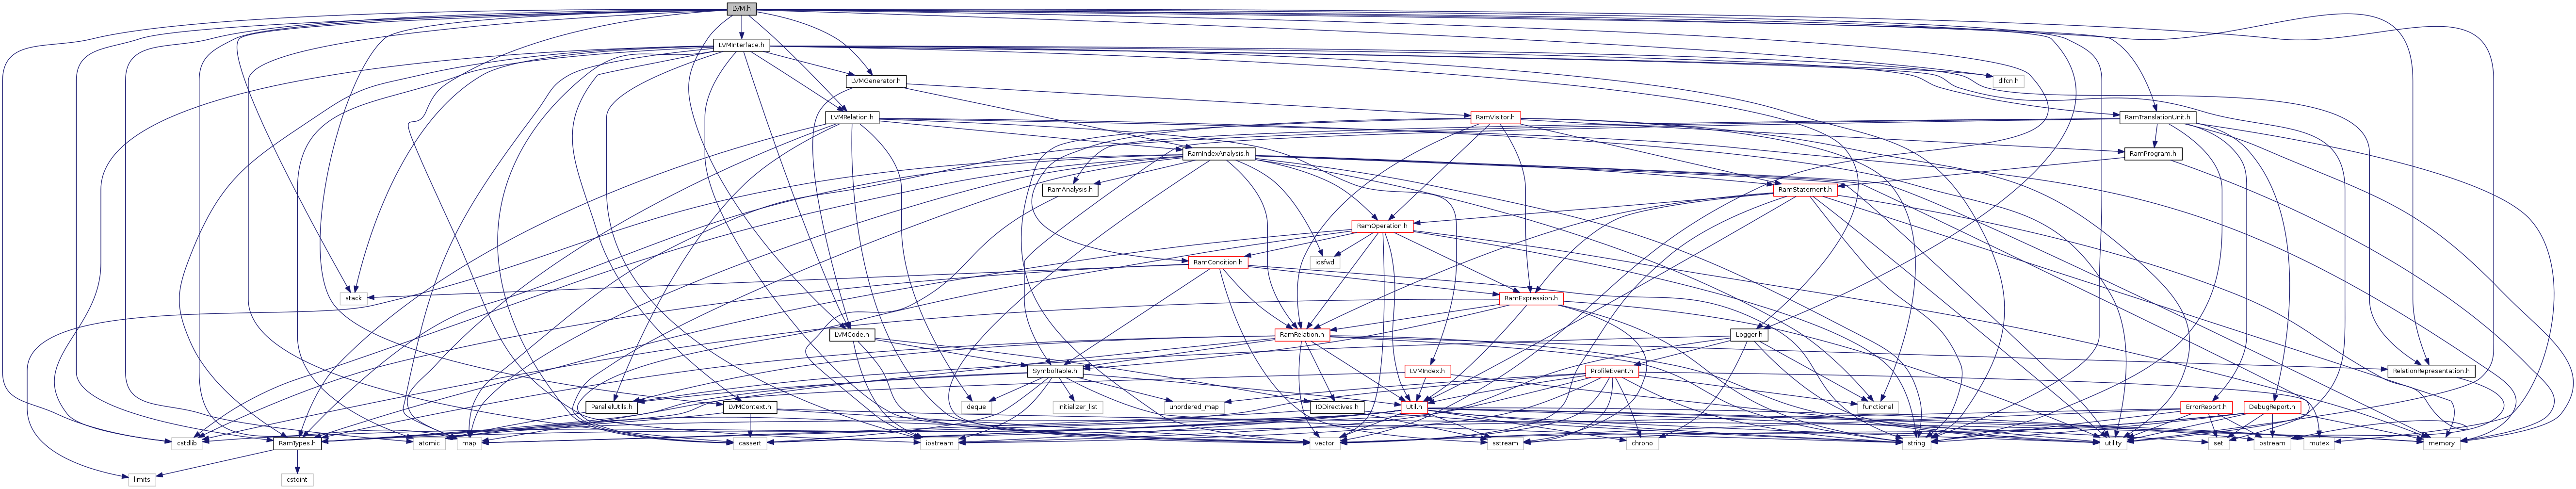 LVM.h
LVMInterface.h
LVMGenerator.h
dlfcn.h
LVMRelation.h
RamVisitor.h
RamTranslationUnit.h
RamIndexAnalysis.h
RamProgram.h
RamAnalysis.h
RamStatement.h
RamOperation.h
RamCondition.h
iosfwd
stack
RamExpression.h
LVMCode.h
RamRelation.h
Logger.h
SymbolTable.h
LVMIndex.h
ProfileEvent.h
RelationRepresentation.h
ParallelUtils.h
LVMContext.h
deque
initializer_list
unordered_map
IODirectives.h
Util.h
functional
ErrorReport.h
DebugReport.h
cstdlib
RamTypes.h
atomic
map
cassert
iostream
vector
sstream
chrono
string
utility
set
ostream
mutex
memory
limits
cstdint